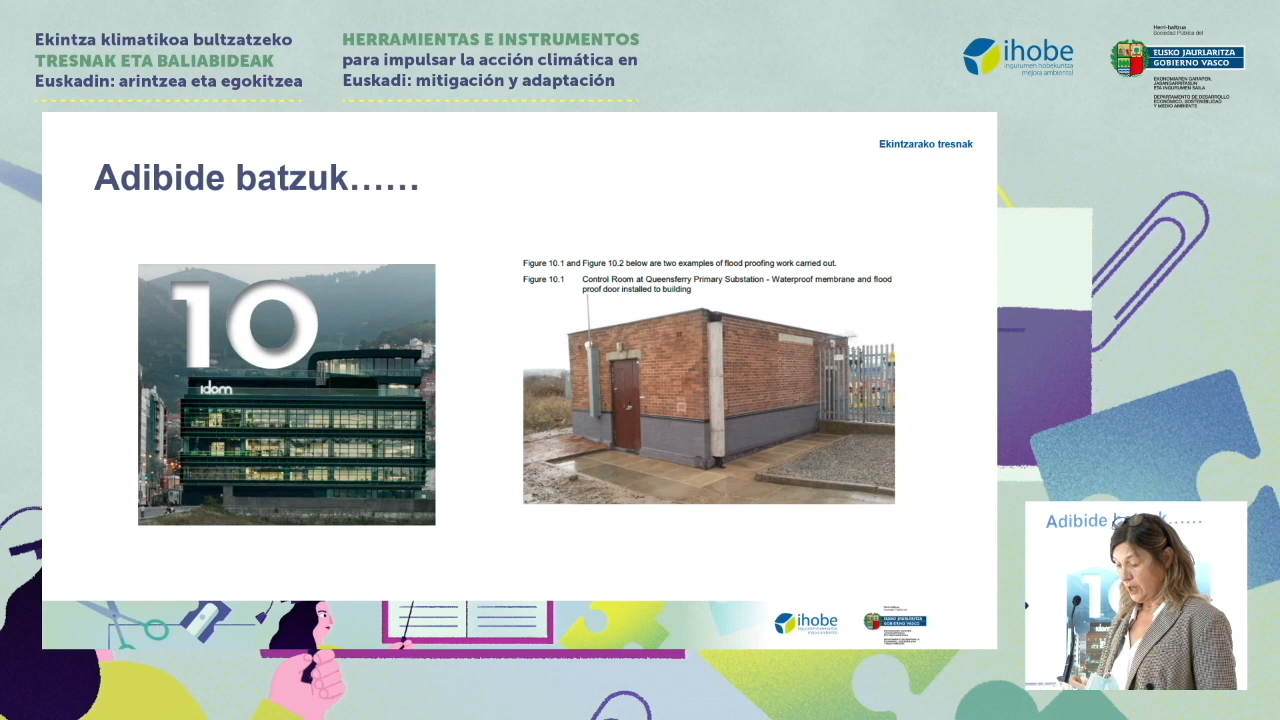 Ekintza klimatikoa bultzatzeko
TRESNAK ETA BALIABIDEAK
Euskadin: arintzea eta egokitzea
HERRAMIENTAS E INSTRUMENTOS
para impulsar la acción climática en
Euskadi: mitigación y adaptación
ihobe
ingurumen hobekuntza
mejora ambiental
Herri-baltzua
Sociedad Pública del
EUSKO JAURLARITZA
GOBIERNO VASCO
EKONOMIAREN GARAPEN,
JASANGARRITASUN
ETA INGURUMEN SAILA
DEPARTAMENTO DE DESARROLLO
ECONÓMICO, SOSTENIBILIDAD
Y MEDIO AMBIENTE
Ekintzarako tresnak
Adibide batzuk……
10
idom
Figure 10.1 and Figure 10.2 below are two examples of flood proofing work carried out.
Figure 10.1 Control Room at Queensferry Primary Substation - Waterproof membrane and flood
proof door installed to building
ihobe
EUSKO JAURLARITZA
GOBIERNO VASCO
Adibide